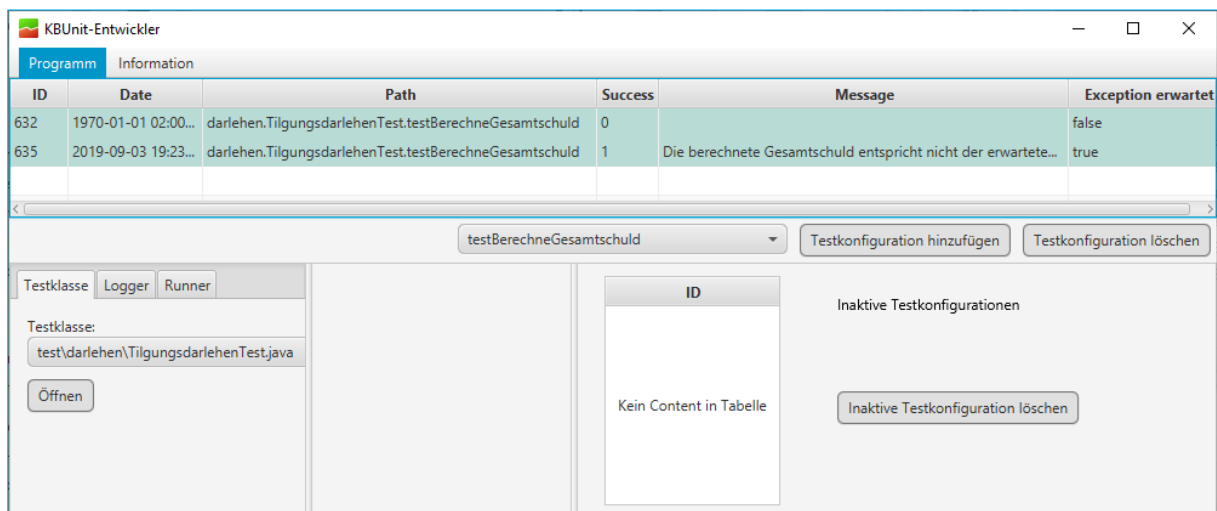 KBUnit-Entwickler
Programm Information
ID Date Path Success Message Exception erwartet
632 1970-01-01 02:00... darlehen.TilgungsdarlehenTest.testBerechneGesamtschuld 0 false
635 2019-09-03 19:23... darlehen.TilgungsdarlehenTest.testBerechneGesamtschuld 1 Die berechnete Gesamtschuld entspricht nicht der erwartete... true
testBerechneGesamtschuld Testkonfiguration hinzufügen Testkonfiguration löschen
Testklasse Logger Runner
ID
Inaktive Testkonfigurationen
Testklasse:
test\darlehen\TilgungsdarlehenTest.java
Öffnen
Kein Content in Tabelle
Inaktive Testkonfiguration löschen